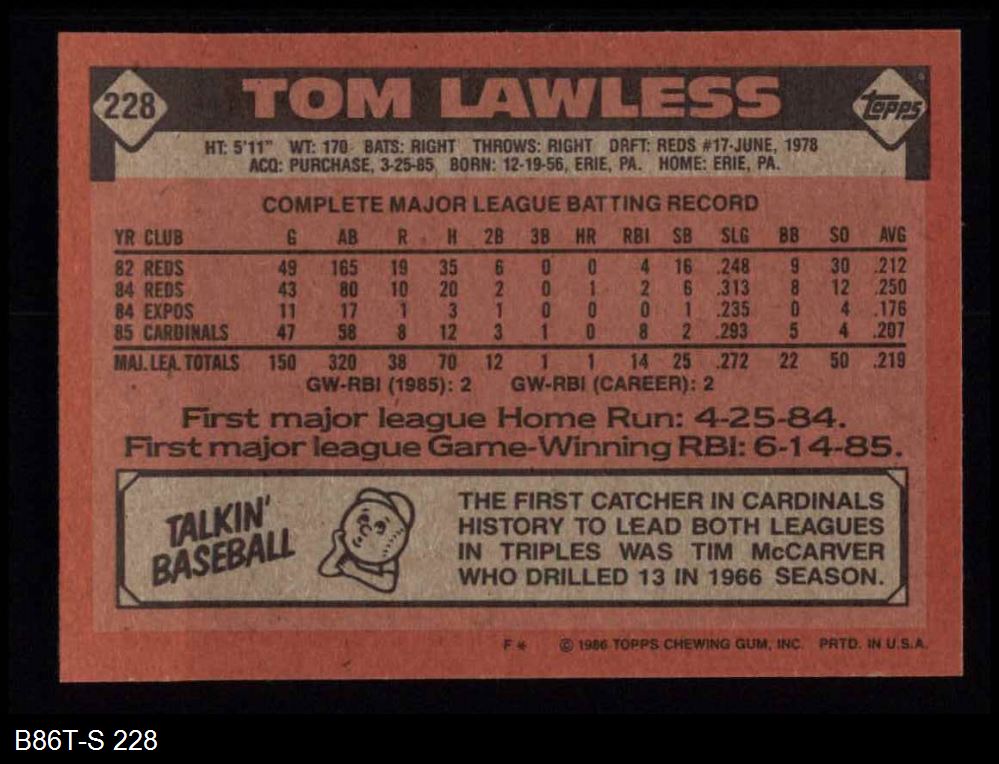 228 TOM LAWLESS Topps
HT: 5'11" WT: 170 BATS: RIGHT THROWS: RIGHT DRFT: REDS #17-JUNE, 1978
ACQ: PURCHASE, 3-25-85 BORN: 12-19-56, ERIE, PA. HOME: ERIE, PA.
COMPLETE MAJOR LEAGUE BATTING RECORD
YR CLUB G AB R H 2B 3B HR RBI SB SLG BB SO AVG
82 REDS 49 165 19 35 6 0 0 4 16 .248 9 30 .212
84 REDS 43 80 10 20 2 0 1 2 6 .313 8 12 .250
84 EXPOS 11 17 1 3 1 0 0 0 1 .235 0 4 .176
85 CARDINALS 47 58 8 12 3 1 0 8 2 .293 5 4 .207
MAJ. LEA. TOTALS 150 320 38 70 12 1 1 14 25 .272 22 50 .219
GW-RBI (1985): 2 GW-RBI (CAREER): 2
First major league Home Run: 4-25-84.
First major league Game-Winning RBI: 6-14-85.
TALKIN'
BASEBALL
THE FIRST CATCHER IN CARDINALS
HISTORY TO LEAD BOTH LEAGUES
IN TRIPLES WAS TIM McCARVER
WHO DRILLED 13 IN 1966 SEASON.
F* © 1986 TOPPS CHEWING GUM, INC. PRTD. IN U.S.A.
B86T-S 228